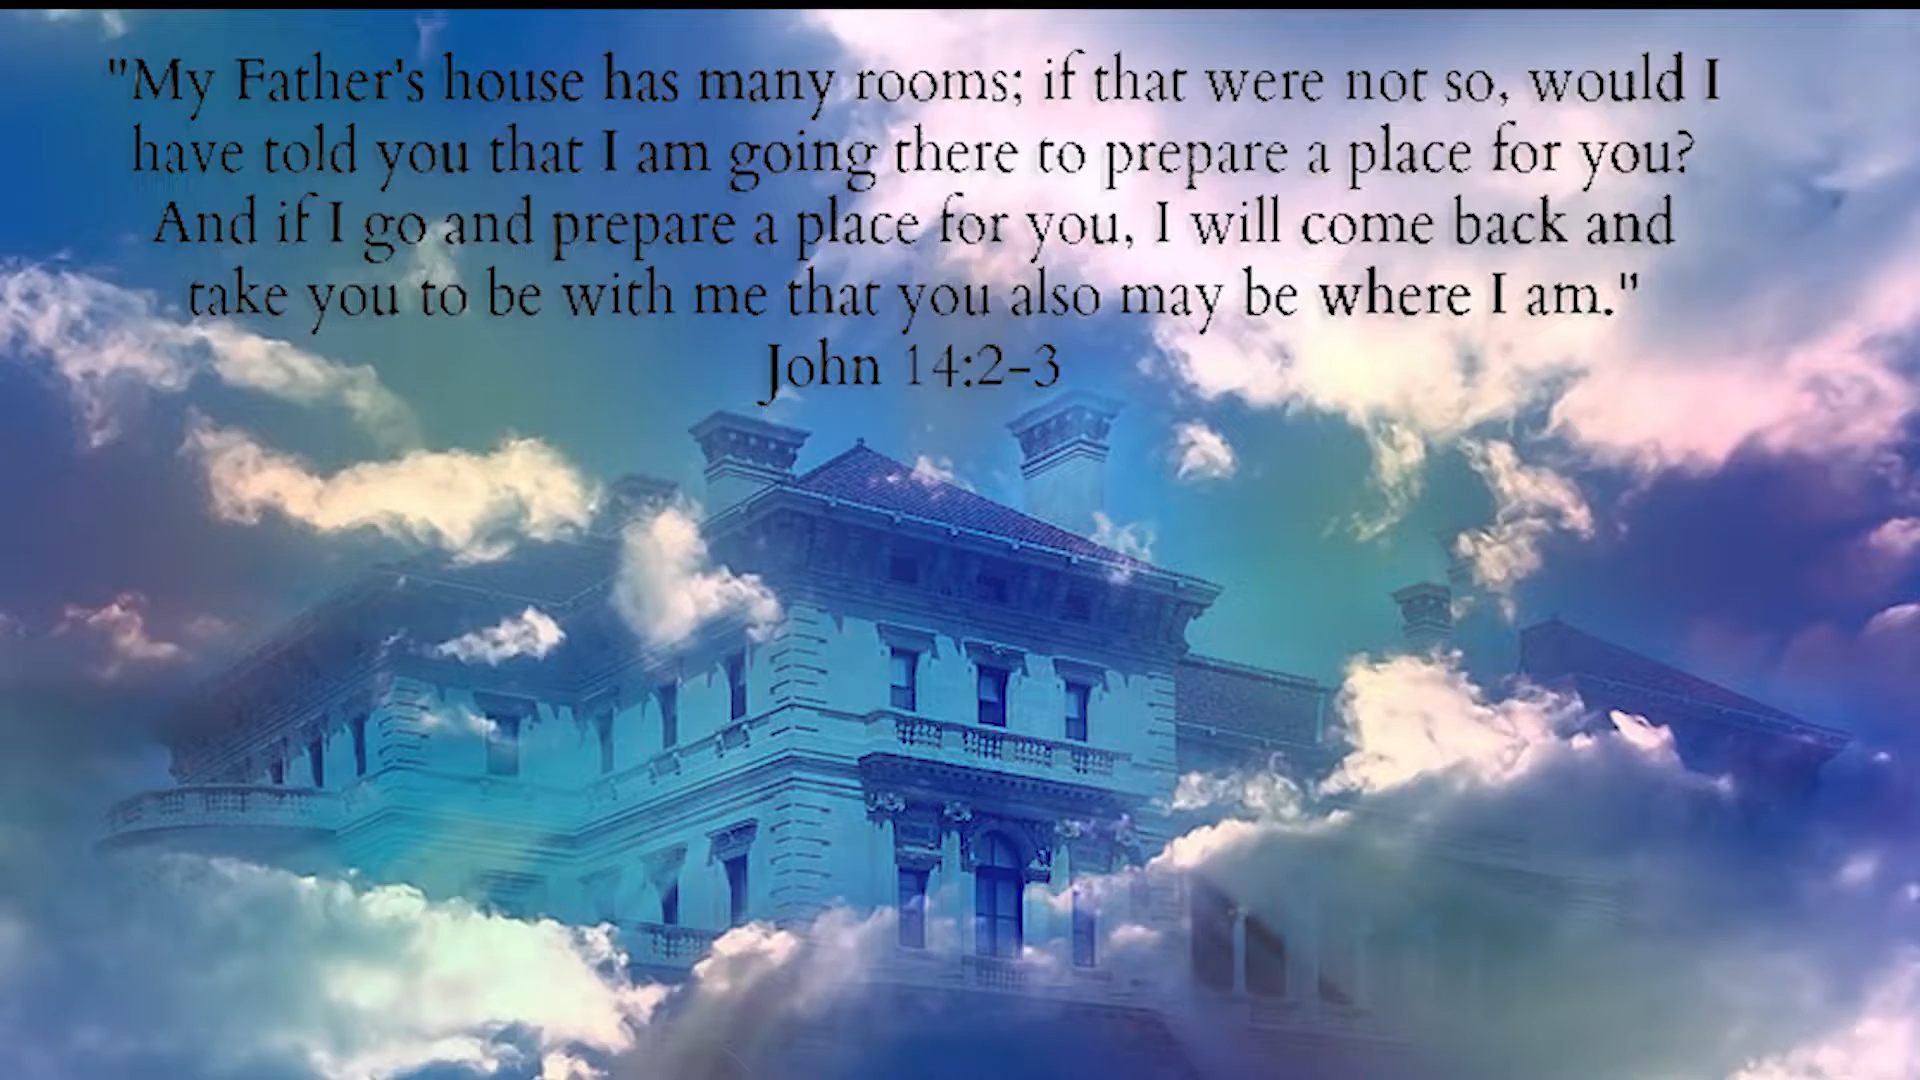 "My Father's house has many rooms; if that were not so, would I
have told you that I am going there to prepare a place for you?
And if I go and prepare a place for you, I will come back and
take you to be with me that you also may be where I am."
John 14:2-3